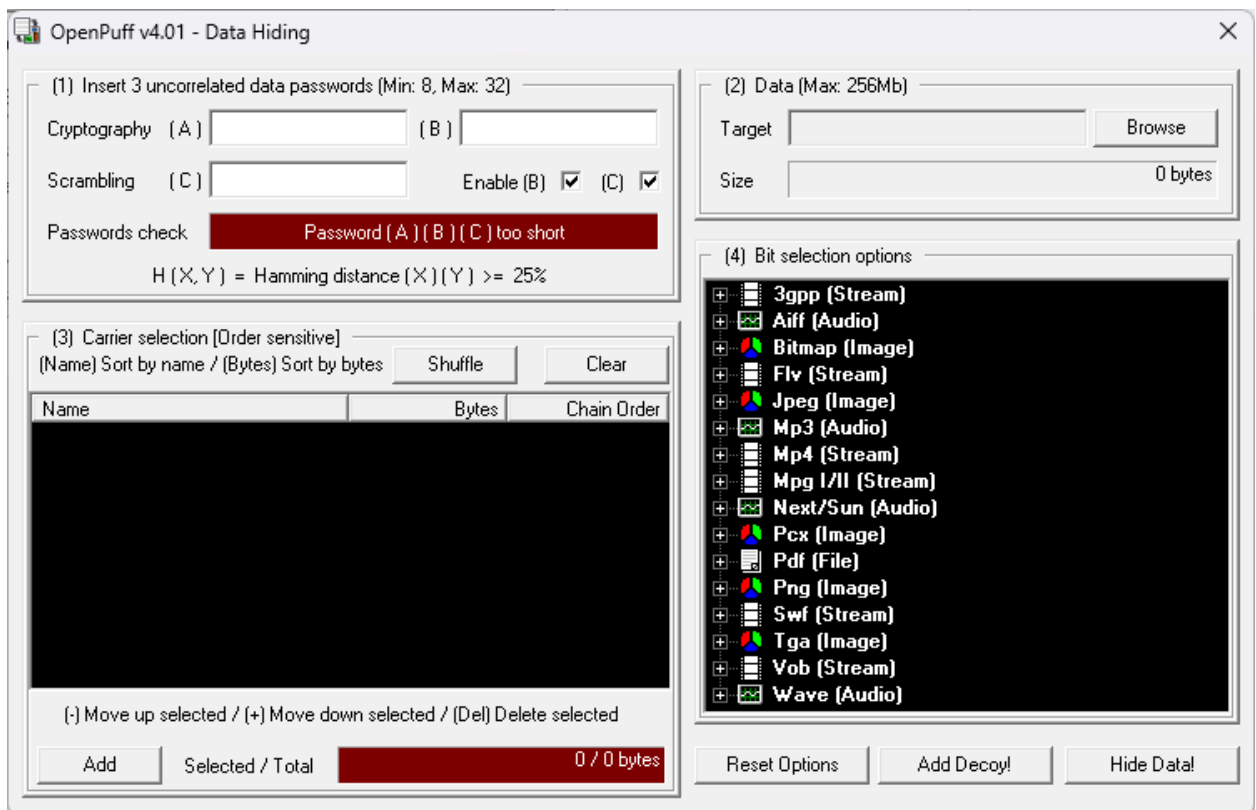 OpenPuff v4.01 - Data Hiding
(1) Insert 3 uncorrelated data passwords (Min: 8, Max: 32)
Cryptography (A) (B)
Scrambling (C) Enable (B) (C)
Passwords check Password (A) (B) (C) too short
H (X, Y) = Hamming distance (X) (Y) >= 25%
(2) Data (Max: 256Mb)
Target Browse
Size 0 bytes
(3) Carrier selection [Order sensitive]
(Name) Sort by name / (Bytes) Sort by bytes Shuffle Clear
Name Bytes Chain Order
(-) Move up selected / (+) Move down selected / (Del) Delete selected
Add Selected / Total 0 / 0 bytes
(4) Bit selection options
3gpp (Stream)
Aiff (Audio)
Bitmap (Image)
Flv (Stream)
Jpeg (Image)
Mp3 (Audio)
Mp4 (Stream)
Mpg I/II (Stream)
Next/Sun (Audio)
Pcx (Image)
Pdf (File)
Png (Image)
Swf (Stream)
Tga (Image)
Vob (Stream)
Wave (Audio)
Reset Options Add Decoy! Hide Data!